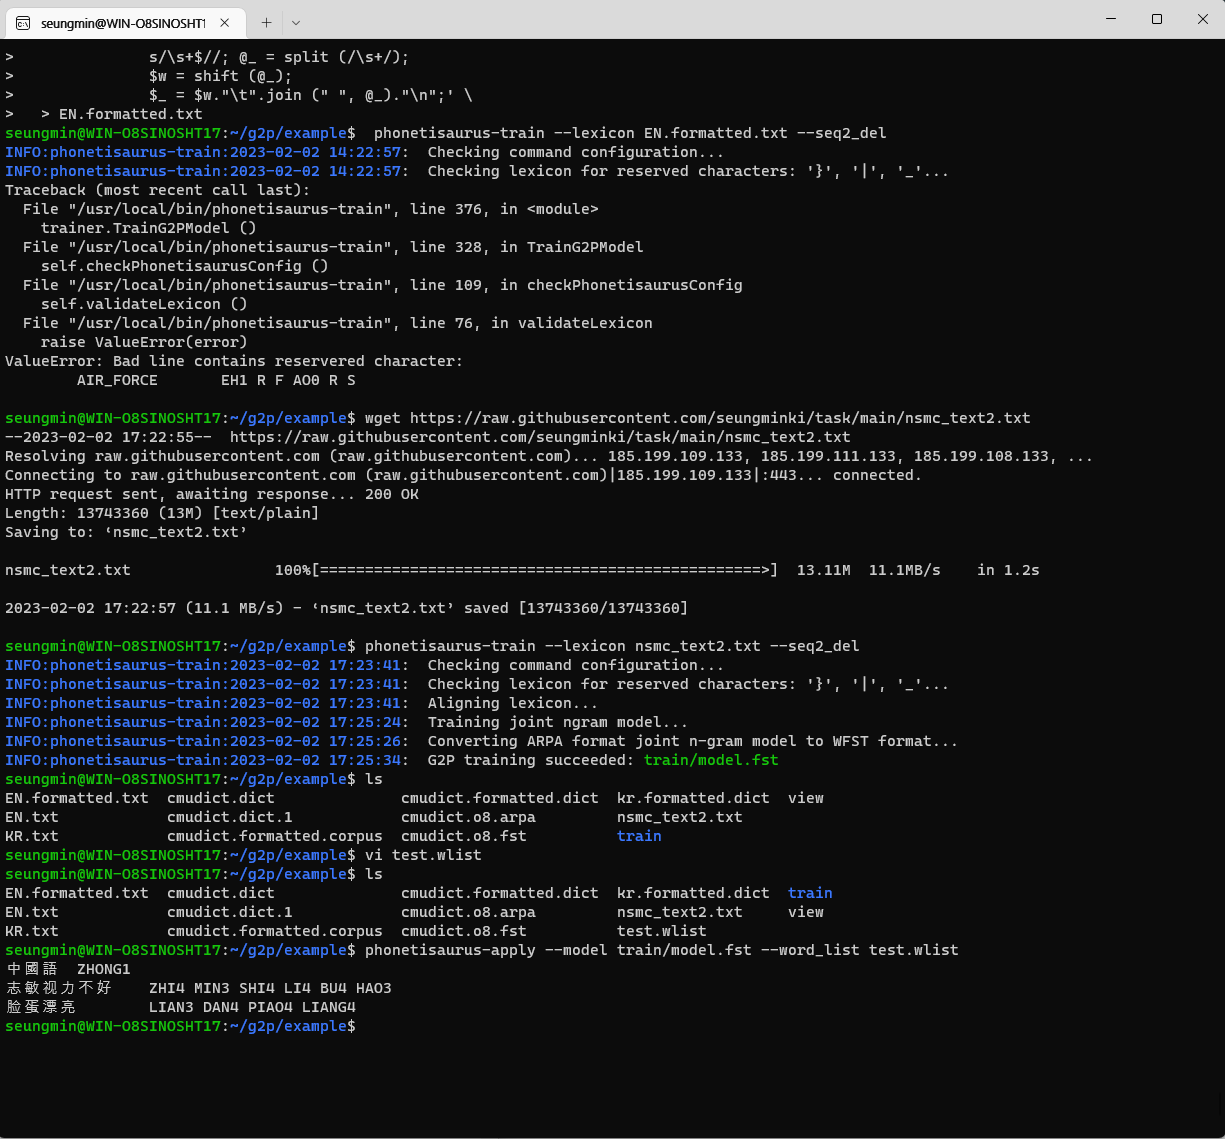 seungmin@WIN-O8SINOSHT1
>               s/\s+$//; @_ = split (/\s+/);
>               $w = shift (@_);
>               $_ = $w."\t".join (" ", @_)."\n";' \
>   > EN.formatted.txt
seungmin@WIN-O8SINOSHT17:~/g2p/example$  phonetisaurus-train --lexicon EN.formatted.txt --seq2_del
INFO:phonetisaurus-train:2023-02-02 14:22:57:  Checking command configuration...
INFO:phonetisaurus-train:2023-02-02 14:22:57:  Checking lexicon for reserved characters: '}', '|', '_'...
Traceback (most recent call last):
  File "/usr/local/bin/phonetisaurus-train", line 376, in <module>
    trainer.TrainG2PModel ()
  File "/usr/local/bin/phonetisaurus-train", line 328, in TrainG2PModel
    self.checkPhonetisaurusConfig ()
  File "/usr/local/bin/phonetisaurus-train", line 109, in checkPhonetisaurusConfig
    self.validateLexicon ()
  File "/usr/local/bin/phonetisaurus-train", line 76, in validateLexicon
    raise ValueError(error)
ValueError: Bad line contains reservered character:
        AIR_FORCE       EH1 R F AO0 R S
seungmin@WIN-O8SINOSHT17:~/g2p/example$ wget https://raw.githubusercontent.com/seungminki/task/main/nsmc_text2.txt
--2023-02-02 17:22:55--  https://raw.githubusercontent.com/seungminki/task/main/nsmc_text2.txt
Resolving raw.githubusercontent.com (raw.githubusercontent.com)... 185.199.109.133, 185.199.111.133, 185.199.108.133, ...
Connecting to raw.githubusercontent.com (raw.githubusercontent.com)|185.199.109.133|:443... connected.
HTTP request sent, awaiting response... 200 OK
Length: 13743360 (13M) [text/plain]
Saving to: ‘nsmc_text2.txt’
nsmc_text2.txt                100%[=================================================>]  13.11M  11.1MB/s    in 1.2s
2023-02-02 17:22:57 (11.1 MB/s) - ‘nsmc_text2.txt’ saved [13743360/13743360]
seungmin@WIN-O8SINOSHT17:~/g2p/example$ phonetisaurus-train --lexicon nsmc_text2.txt --seq2_del
INFO:phonetisaurus-train:2023-02-02 17:23:41:  Checking command configuration...
INFO:phonetisaurus-train:2023-02-02 17:23:41:  Checking lexicon for reserved characters: '}', '|', '_'...
INFO:phonetisaurus-train:2023-02-02 17:23:41:  Aligning lexicon...
INFO:phonetisaurus-train:2023-02-02 17:25:24:  Training joint ngram model...
INFO:phonetisaurus-train:2023-02-02 17:25:26:  Converting ARPA format joint n-gram model to WFST format...
INFO:phonetisaurus-train:2023-02-02 17:25:34:  G2P training succeeded: train/model.fst
seungmin@WIN-O8SINOSHT17:~/g2p/example$ ls
EN.formatted.txt  cmudict.dict              cmudict.formatted.dict  kr.formatted.dict  view
EN.txt            cmudict.dict.1            cmudict.o8.arpa         nsmc_text2.txt
KR.txt            cmudict.formatted.corpus  cmudict.o8.fst          train
seungmin@WIN-O8SINOSHT17:~/g2p/example$ vi test.wlist
seungmin@WIN-O8SINOSHT17:~/g2p/example$ ls
EN.formatted.txt  cmudict.dict              cmudict.formatted.dict  kr.formatted.dict  train
EN.txt            cmudict.dict.1            cmudict.o8.arpa         nsmc_text2.txt     view
KR.txt            cmudict.formatted.corpus  cmudict.o8.fst          test.wlist
seungmin@WIN-O8SINOSHT17:~/g2p/example$ phonetisaurus-apply --model train/model.fst --word_list test.wlist
中國語  ZHONG1
志敏视力不好    ZHI4 MIN3 SHI4 LI4 BU4 HAO3
脸蛋漂亮        LIAN3 DAN4 PIAO4 LIANG4
seungmin@WIN-O8SINOSHT17:~/g2p/example$